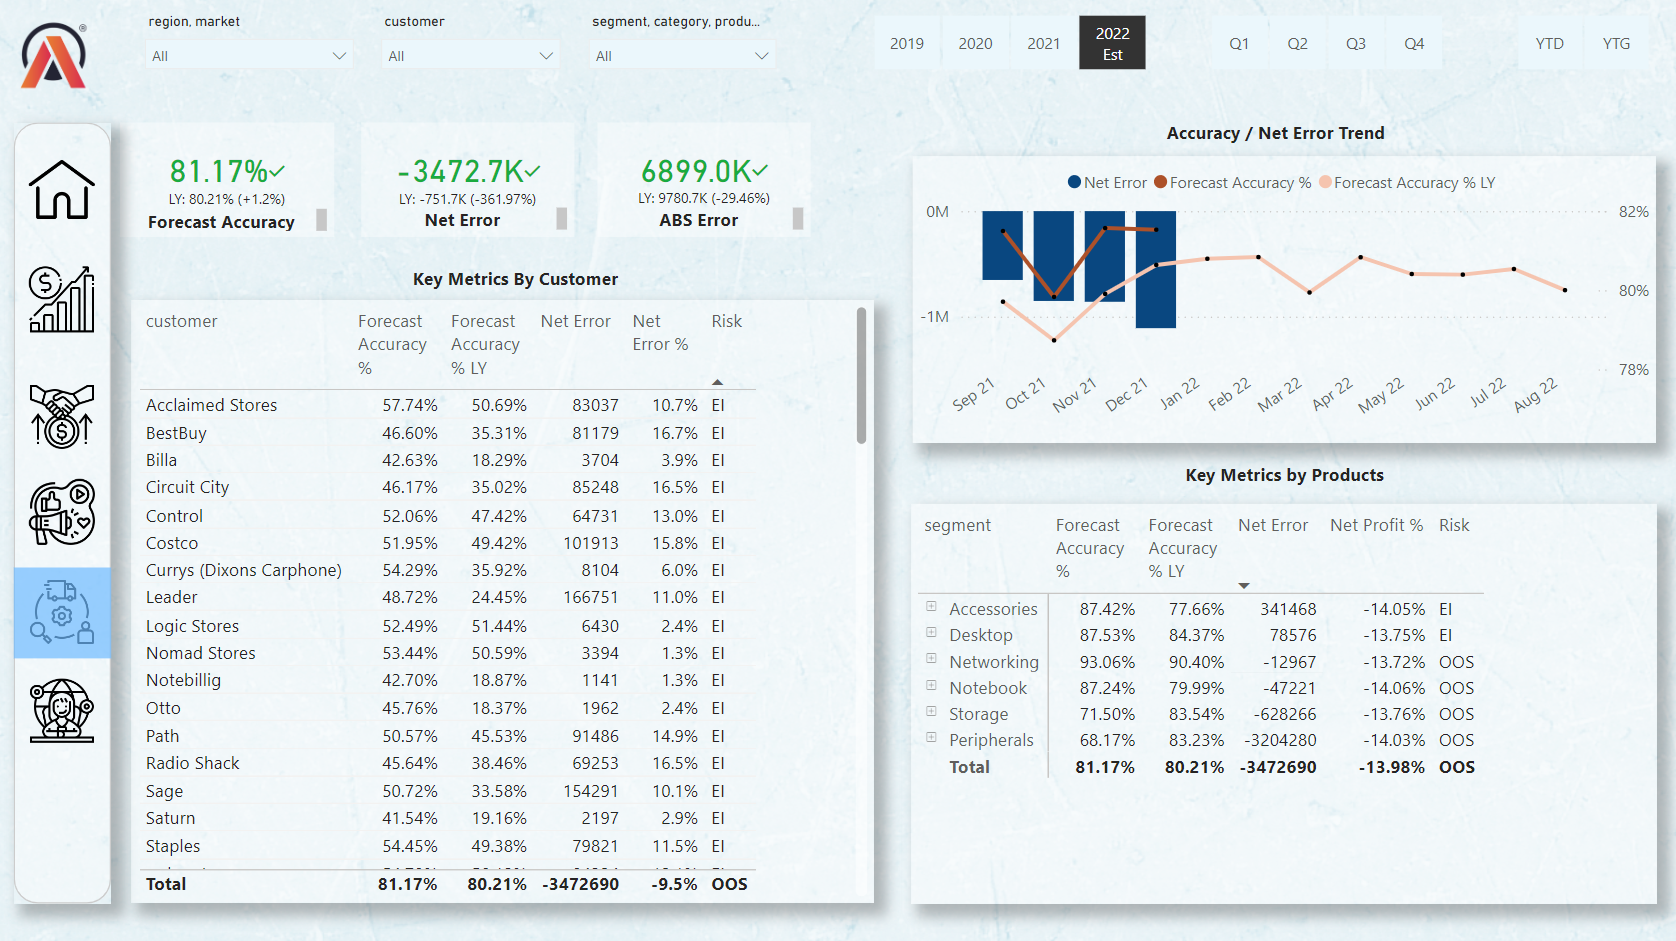 region, market
customer
segment, category, produ...
All
All
All
2019
2020
2021
2022
Est
Q1
Q2
Q3
Q4
YTD
YTG
®
81.17%
LY: 80.21% (+1.2%)
Forecast Accuracy
-3472.7K
LY: -751.7K (-361.97%)
Net Error
6899.0K
LY: 9780.7K (-29.46%)
ABS Error
Key Metrics By Customer
customer Forecast Net Error Net Risk
Accuracy Error %
%
Forecast
Accuracy
% LY
Acclaimed Stores 57.74% 50.69% 83037 10.7% EI
BestBuy 46.60% 35.31% 81179 16.7% EI
Billa 42.63% 18.29% 3704 3.9% EI
Circuit City 46.17% 35.02% 85248 16.5% EI
Control 52.06% 47.42% 64731 13.0% EI
Costco 51.95% 49.42% 101913 15.8% EI
Currys (Dixons Carphone) 54.29% 35.92% 8104 6.0% EI
Leader 48.72% 24.45% 166751 11.0% EI
Logic Stores 52.49% 51.44% 6430 2.4% EI
Nomad Stores 53.44% 50.59% 3394 1.3% EI
Notebillig 42.70% 18.87% 1141 1.3% EI
Otto 45.76% 18.37% 1962 2.4% EI
Path 50.57% 45.53% 91486 14.9% EI
Radio Shack 45.64% 38.46% 69253 16.5% EI
Sage 50.72% 33.58% 154291 10.1% EI
Saturn 41.54% 19.16% 2197 2.9% EI
Staples 54.45% 49.38% 79821 11.5% EI
Total 81.17% 80.21% -3472690 -9.5% OOS
Accuracy / Net Error Trend
Net Error Forecast Accuracy % Forecast Accuracy % LY
0M
-1M
82%
80%
78%
Sep 21
Oct 21
Nov 21
Dec 21
Jan 22
Feb 22
Mar 22
Apr 22
May 22
Jun 22
Jul 22
Aug 22
Key Metrics by Products
segment Forecast Forecast Net Error Net Profit % Risk
Accuracy Accuracy
% % LY
Accessories 87.42% 77.66% 341468 -14.05% EI
Desktop 87.53% 84.37% 78576 -13.75% EI
Networking 93.06% 90.40% -12967 -13.72% OOS
Notebook 87.24% 79.99% -47221 -14.06% OOS
Storage 71.50% 83.54% -628266 -13.76% OOS
Peripherals 68.17% 83.23% -3204280 -14.03% OOS
Total 81.17% 80.21% -3472690 -13.98% OOS